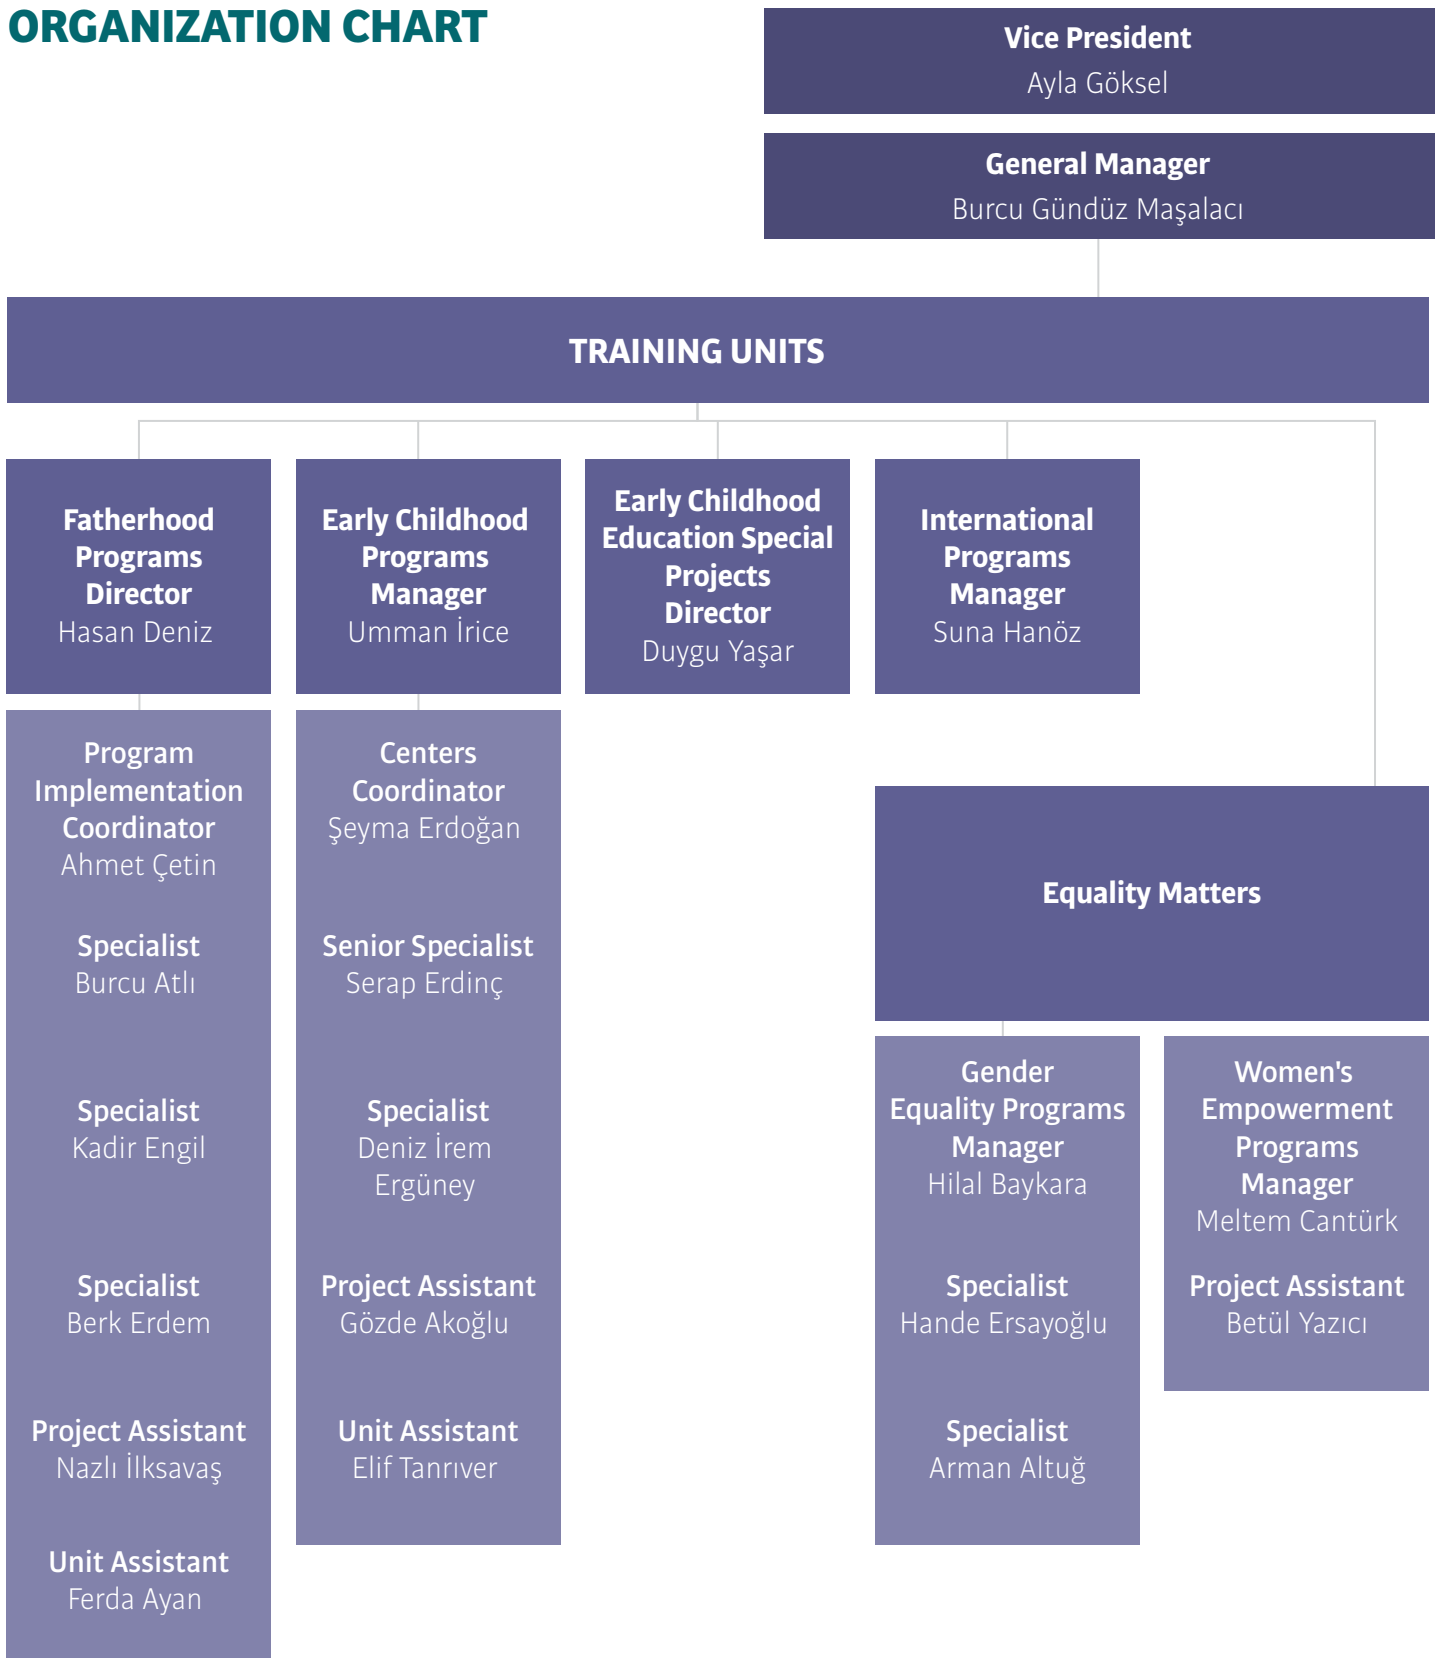 ORGANIZATION CHART
Vice President
Ayla Göksel
General Manager
Burcu Gündüz Maşalacı
TRAINING UNITS
Fatherhood
Programs
Director
Hasan Deniz
Early Childhood
Programs
Manager
Umman İrice
Early Childhood
Education Special
Projects
Director
Duygu Yaşar
International
Programs
Manager
Suna Hanöz
Program
Implementation
Coordinator
Ahmet Çetin
Specialist
Burcu Atlı
Specialist
Kadir Engil
Specialist
Berk Erdem
Project Assistant
Nazlı İlksavaş
Unit Assistant
Ferda Ayan
Centers
Coordinator
Şeyma Erdoğan
Senior Specialist
Serap Erdinç
Specialist
Deniz İrem
Ergüney
Project Assistant
Gözde Akoğlu
Unit Assistant
Elif Tanrıver
Equality Matters
Gender
Equality Programs
Manager
Hilal Baykara
Specialist
Hande Ersayoğlu
Specialist
Arman Altuğ
Women's
Empowerment
Programs
Manager
Meltem Cantürk
Project Assistant
Betül Yazıcı